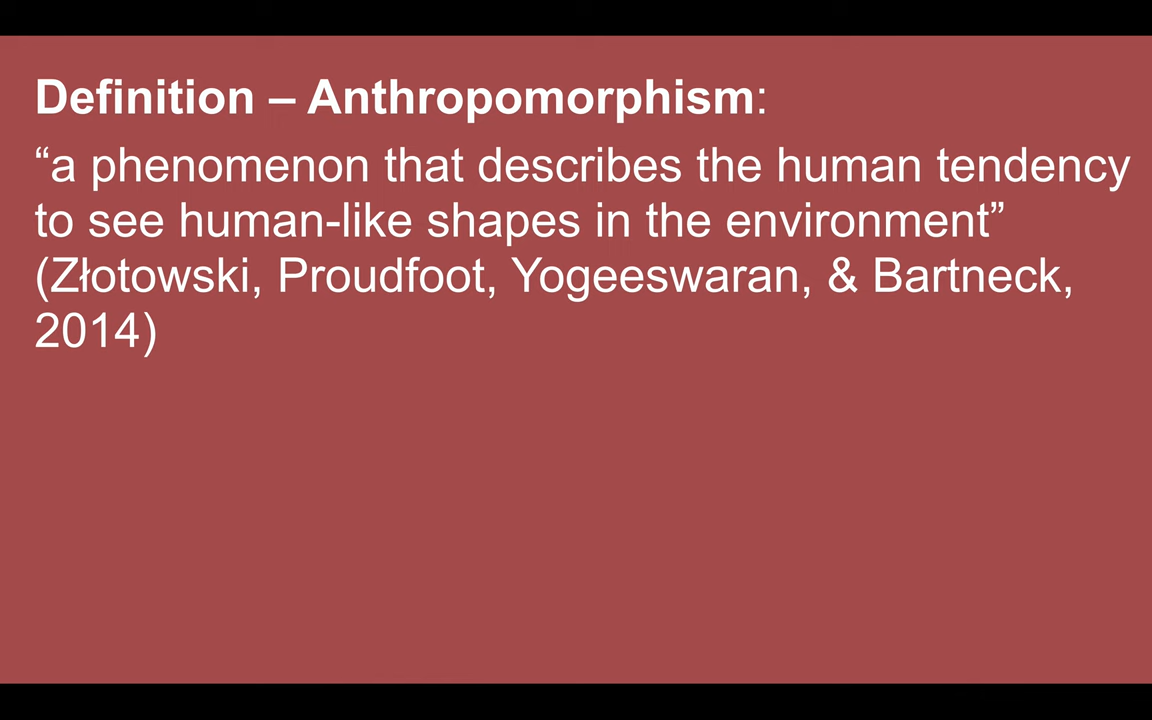 Definition – Anthropomorphism:
“a phenomenon that describes the human tendency
to see human-like shapes in the environment”
(Złotowski, Proudfoot, Yogeeswaran, & Bartneck,
2014)